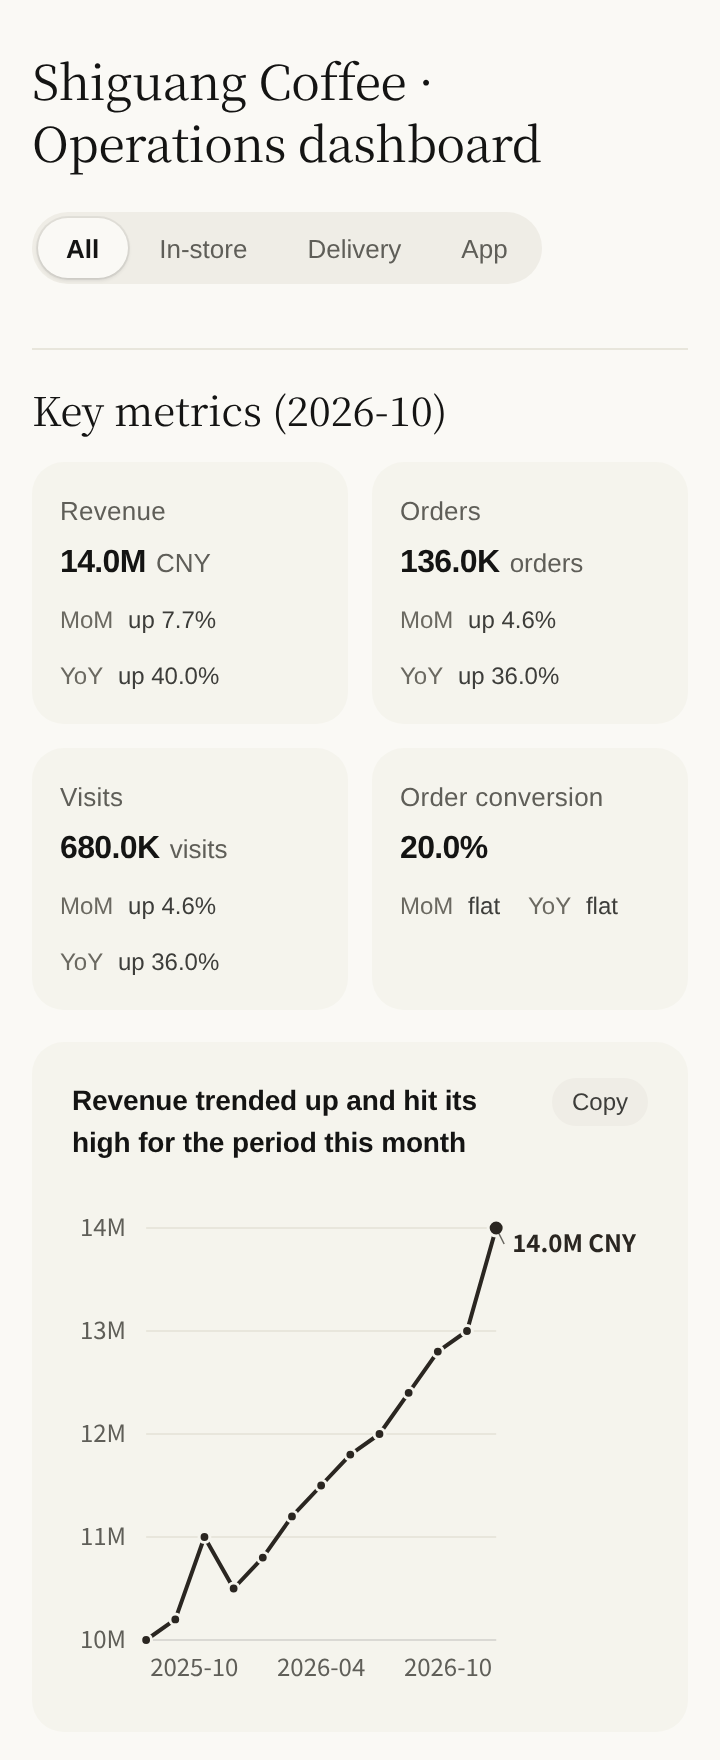 Shiguang Coffee ·
Operations dashboard
All
In-store
Delivery
App
Key metrics (2026-10)
Revenue
14.0M CNY
MoM up 7.7%
YoY up 40.0%
Orders
136.0K orders
MoM up 4.6%
YoY up 36.0%
Visits
680.0K visits
MoM up 4.6%
YoY up 36.0%
Order conversion
20.0%
MoM flat YoY flat
Revenue trended up and hit its
high for the period this month
Copy
14M
14.0M CNY
13M
12M
11M
10M
2025-10
2026-04
2026-10